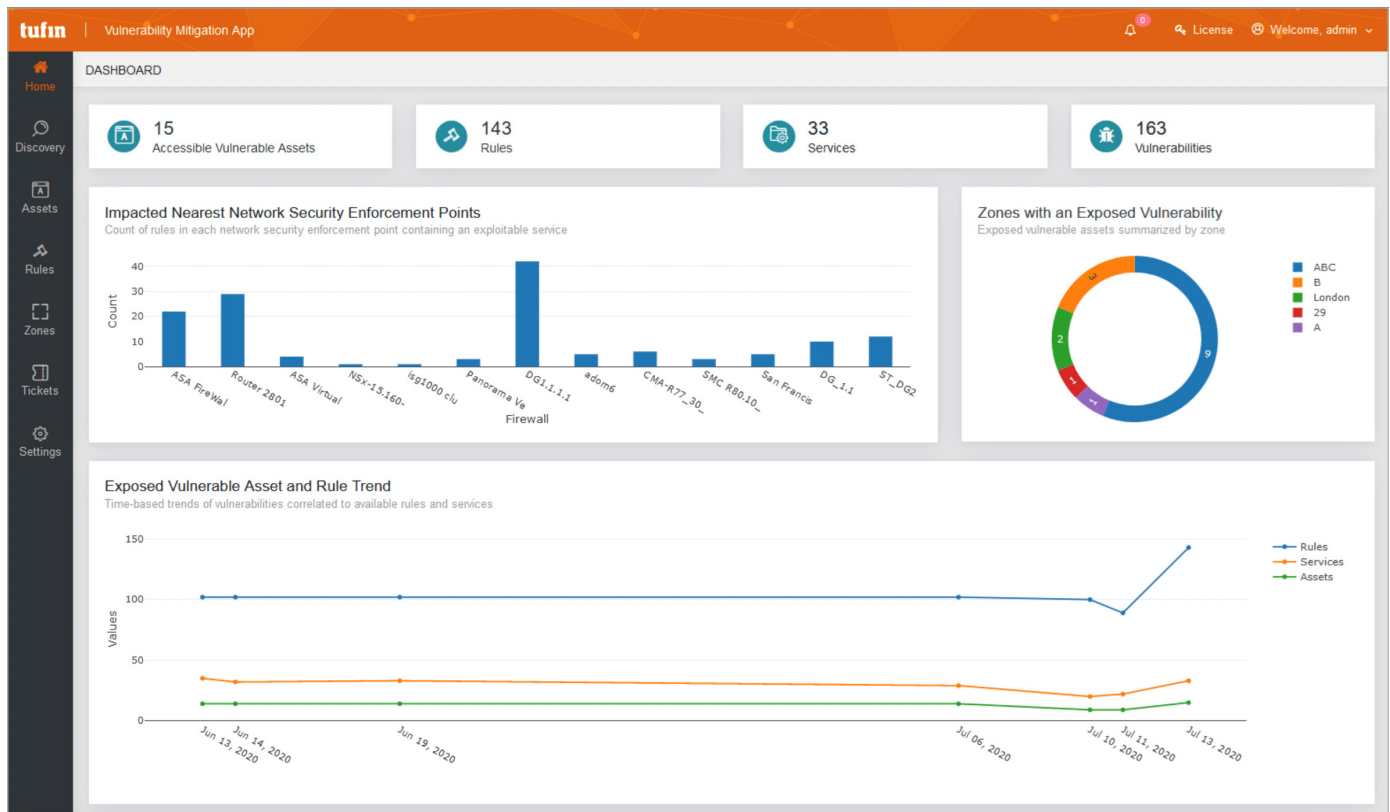 tufin | Vulnerability Mitigation App
0
License
Welcome, admin
Home
Discovery
Assets
Rules
Zones
Tickets
Settings
DASHBOARD
15
Accessible Vulnerable Assets
143
Rules
33
Services
163
Vulnerabilities
Impacted Nearest Network Security Enforcement Points
Count of rules in each network security enforcement point containing an exploitable service
Count
40
30
20
10
0
ASA FireWal
Router 2801
ASA Virtual
NSx-15.160-
isg1000 clu
Panorama Ve
DG1.1.1.1
adom6
CMA-R77_30_
SMC R80.10_
San Francis
DG_1.1
ST_DG2
Firewall
Zones with an Exposed Vulnerability
Exposed vulnerable assets summarized by zone
3
2
1
1
9
ABC
B
London
29
A
Exposed Vulnerable Asset and Rule Trend
Time-based trends of vulnerabilities correlated to available rules and services
Values
150
100
50
0
Jun 13, 2020
Jun 14, 2020
Jun 19, 2020
Jul 06, 2020
Jul 10, 2020
Jul 11, 2020
Jul 13, 2020
Rules
Services
Assets